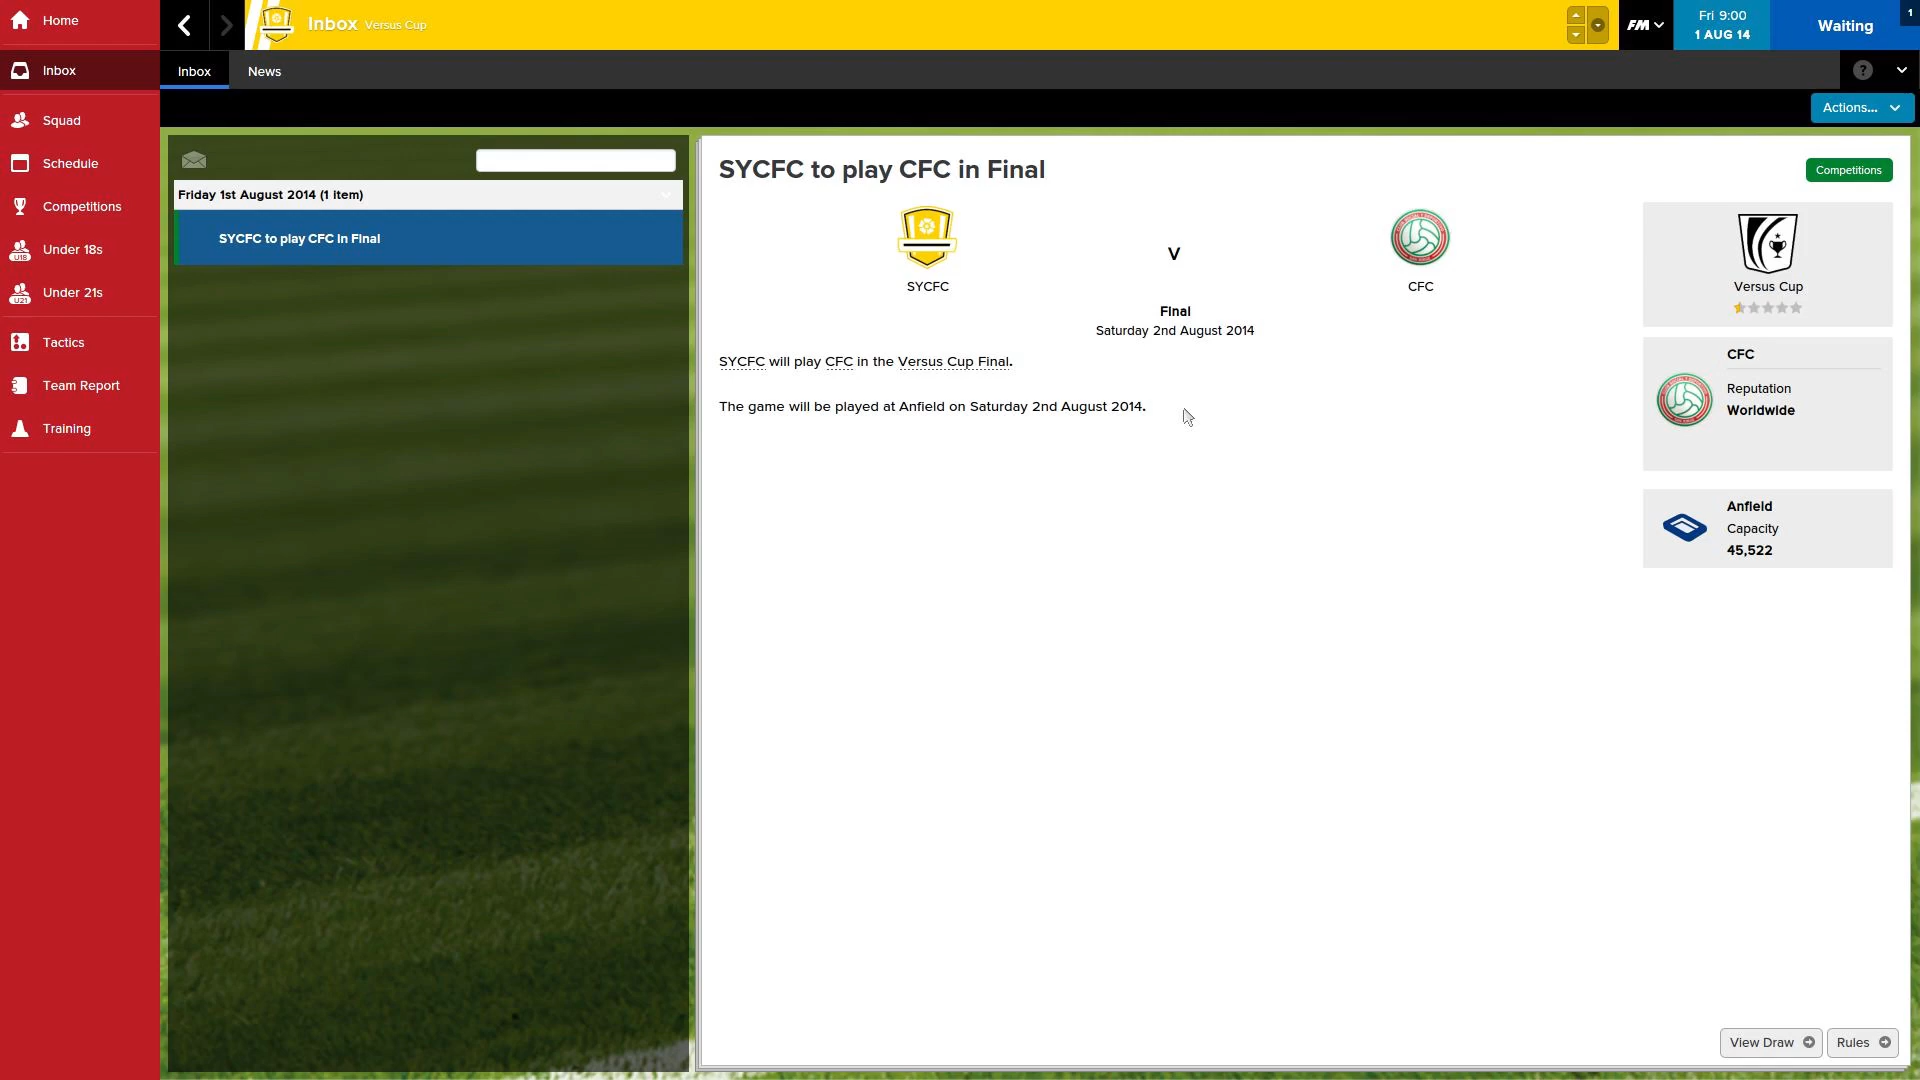 Home
Inbox
Squad
Schedule
Competitions
Under 18s
U18
Under 21s
U21
Tactics
Team Report
Training
Inbox Versus Cup
FM
Fri 9:00
1 AUG 14
Waiting
1
Inbox News
?
Actions...
Friday 1st August 2014 (1 item)
SYCFC to play CFC in Final
SYCFC to play CFC in Final
Competitions
SYCFC
v
CFC
Final
Saturday 2nd August 2014
SYCFC will play CFC in the Versus Cup Final.
The game will be played at Anfield on Saturday 2nd August 2014.
Versus Cup
CFC
Reputation
Worldwide
Anfield
Capacity
45,522
View Draw
Rules